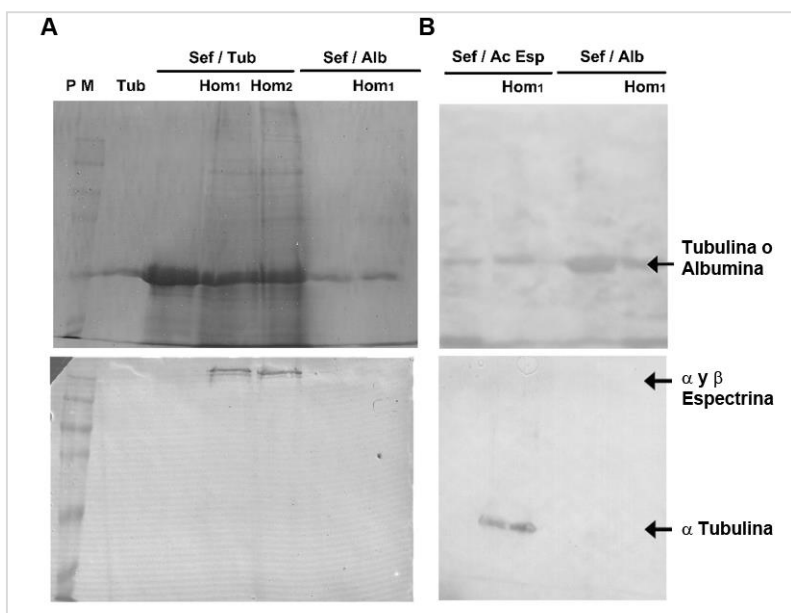 A
B
Sef / Tub
Sef / Alb
P M Tub Hom1 Hom2 Hom1
Sef / Ac Esp
Sef / Alb
Hom1
Hom1
Tubulina o
Albumina
α y β
Espectrina
α Tubulina